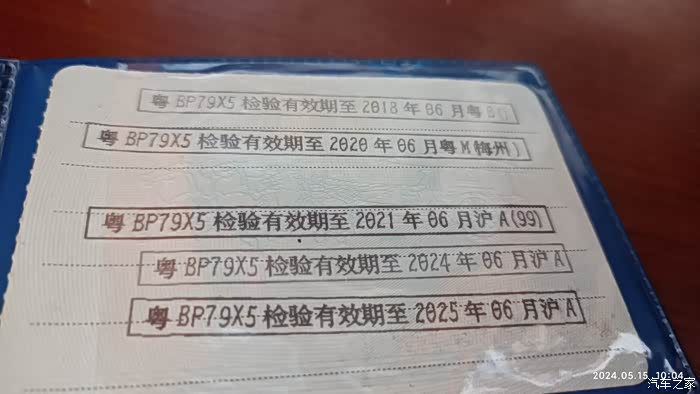 粤 BP79X5 检验有效期至 2018 年 06 月粤 B
粤 BP79X5 检验有效期至 2020 年 06 月粤 M(梅州)
粤 BP79X5 检验有效期至 2021 年 06 月沪 A(99)
粤 BP79X5 检验有效期至 2024 年 06 月沪 A
粤 BP79X5 检验有效期至 2025 年 06 月沪 A
2024.05.15 10:04
汽车之家